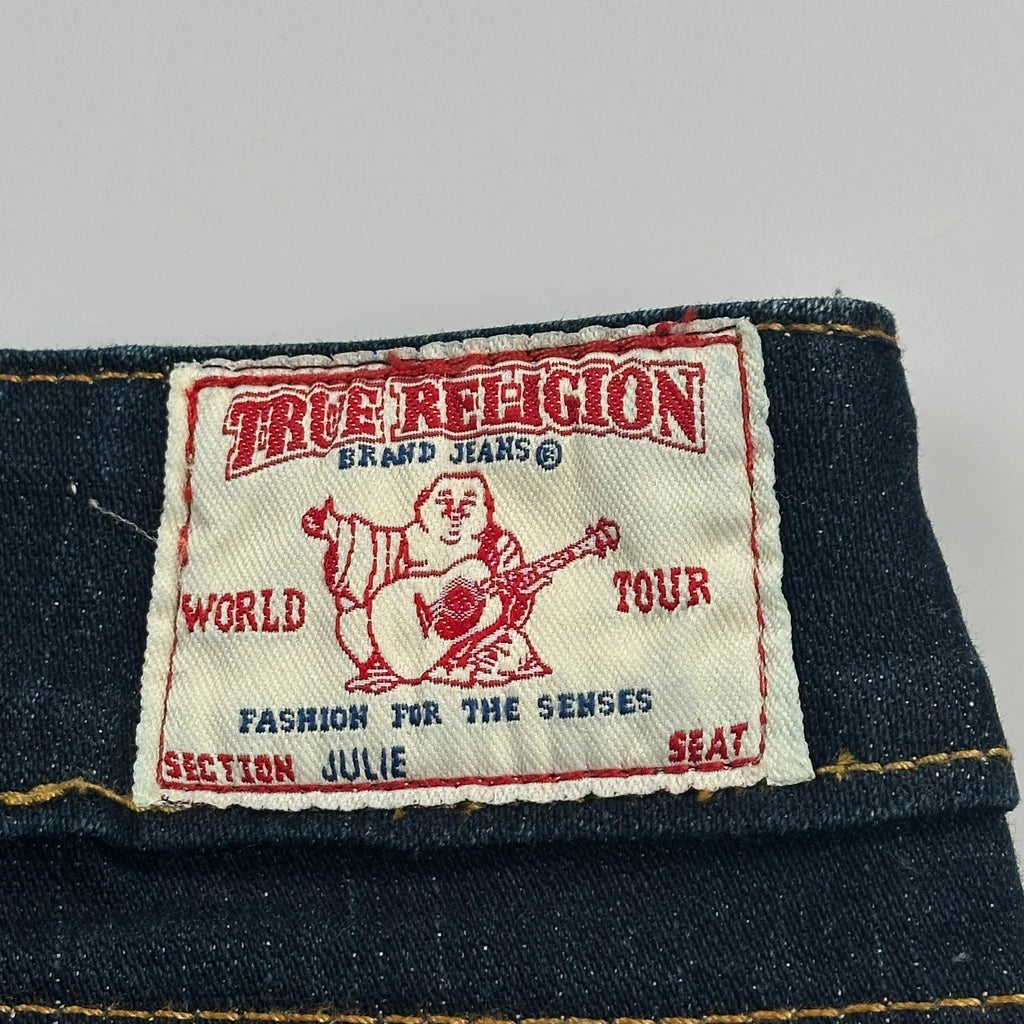 TRUE RELIGION
BRAND JEANS®
WORLD TOUR
FASHION FOR THE SENSES
SECTION JULIE SEAT